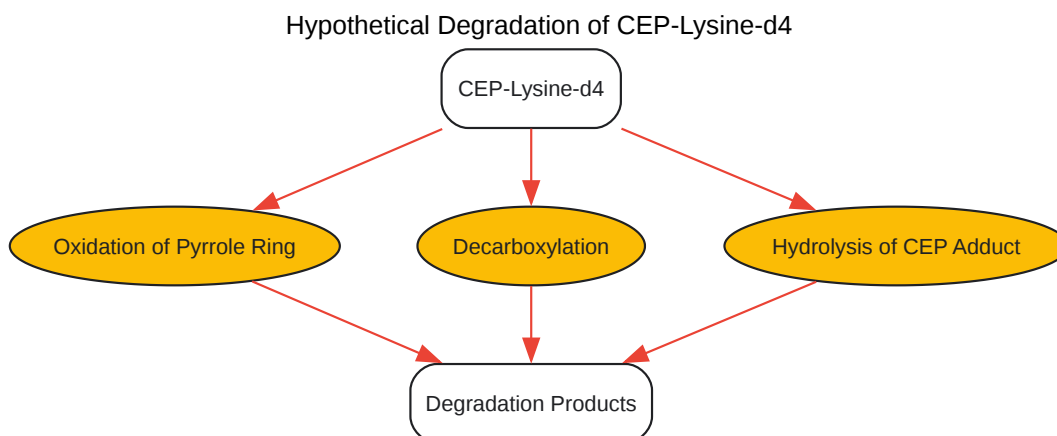 Hypothetical Degradation of CEP-Lysine-d4
CEP-Lysine-d4
Oxidation of Pyrrole Ring
Decarboxylation
Hydrolysis of CEP Adduct
Degradation Products